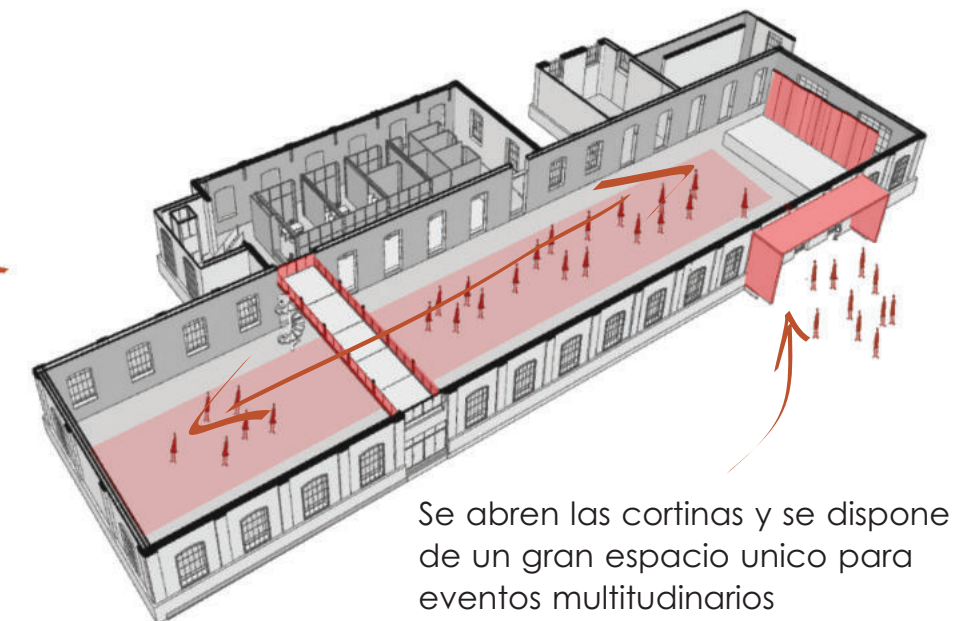 Se abren las cortinas y se dispone
de un gran espacio unico para
eventos multitudinarios